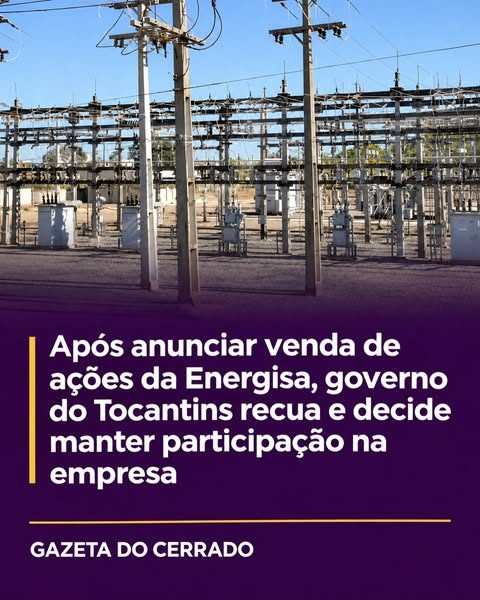 Após anunciar venda de
ações da Energisa, governo
do Tocantins recua e decide
manter participação na
empresa
GAZETA DO CERRADO